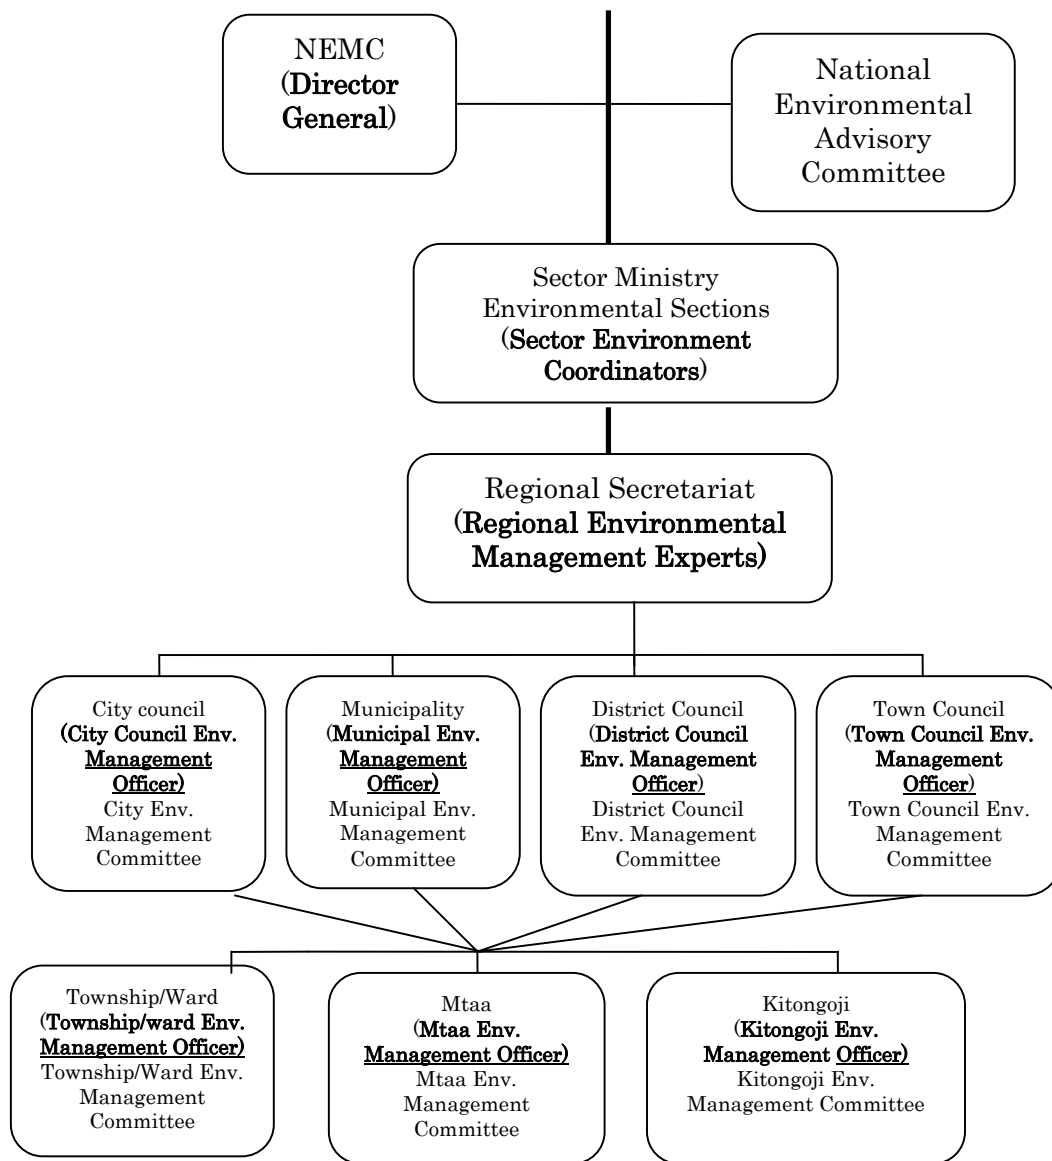 NEMC
(Director
General)
National
Environmental
Advisory
Committee
Sector Ministry
Environmental Sections
(Sector Environment
Coordinators)
Regional Secretariat
(Regional Environmental
Management Experts)
City council
(City Council Env.
Management
Officer)
City Env.
Management
Committee
Municipality
(Municipal Env.
Management
Officer)
Municipal Env.
Management
Committee
District Council
(District Council
Env. Management
Officer)
District Council
Env. Management
Committee
Town Council
(Town Council Env.
Management
Officer)
Town Council Env.
Management
Committee
Township/Ward
(Township/ward Env.
Management Officer)
Township/Ward Env.
Management
Committee
Mtaa
(Mtaa Env.
Management Officer)
Mtaa Env.
Management
Committee
Kitongoji
(Kitongoji Env.
Management Officer)
Kitongoji Env.
Management Committee